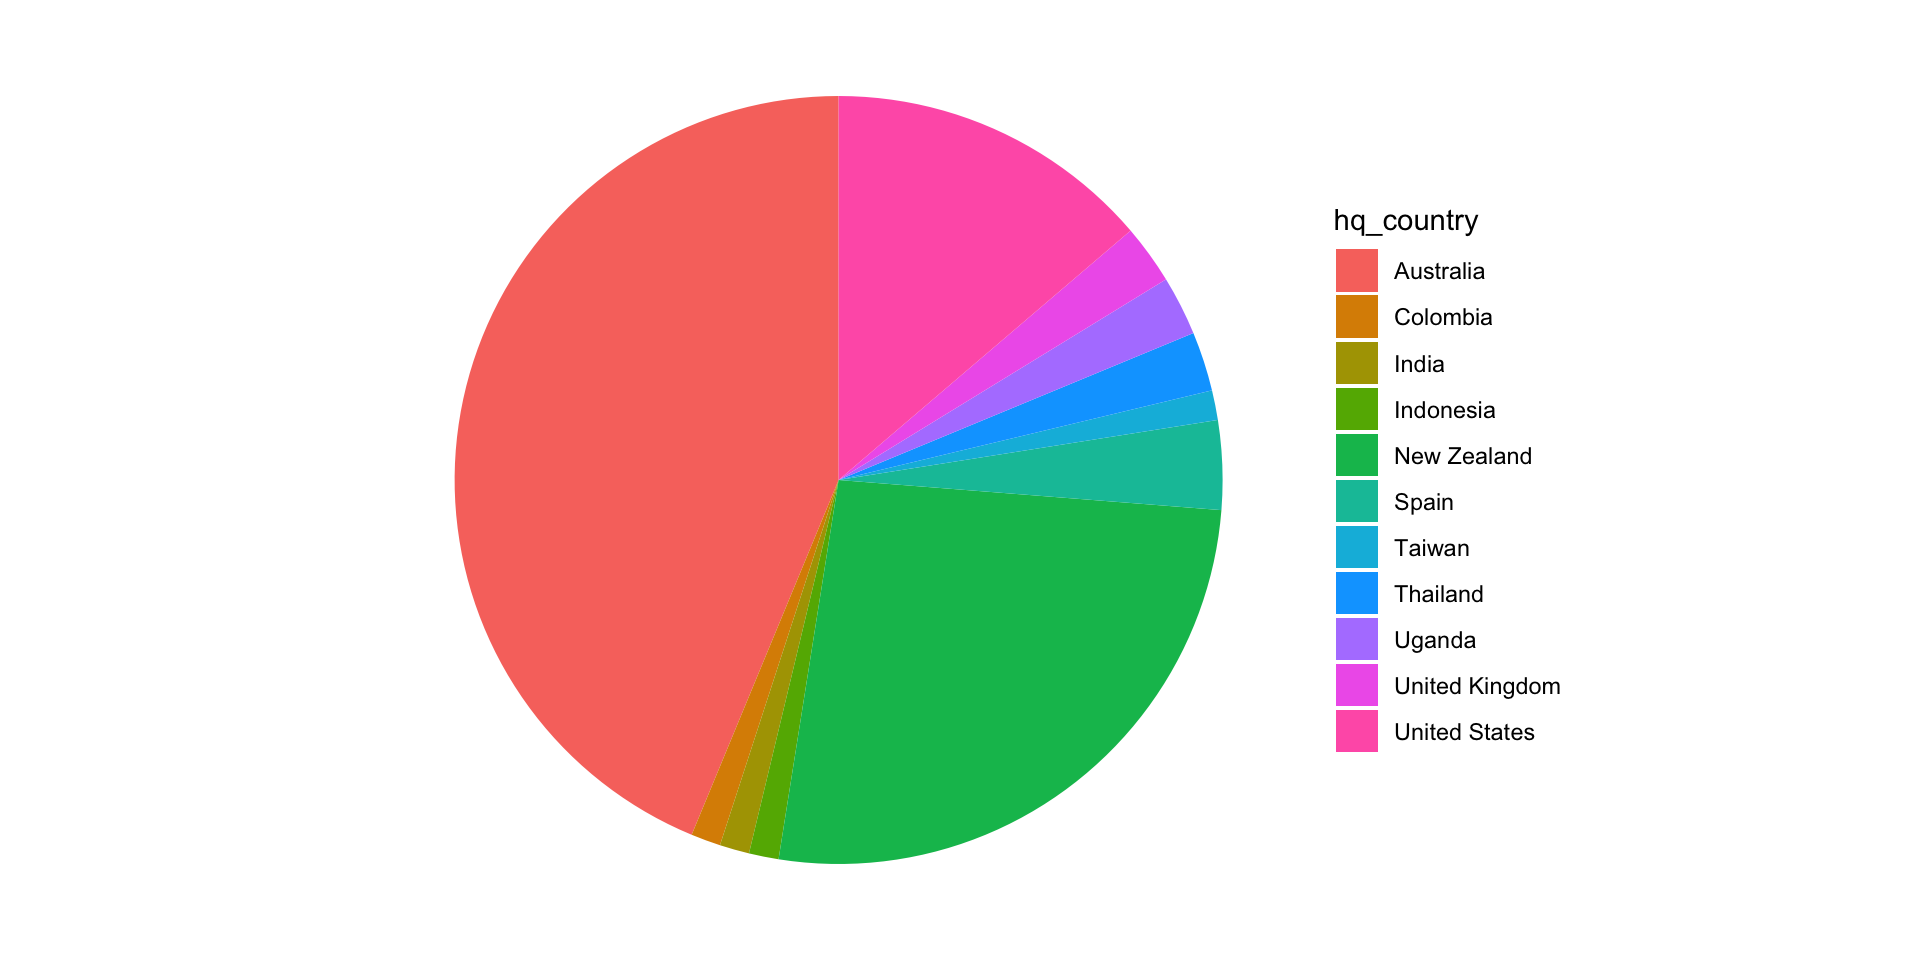 hq_country
Australia
Colombia
India
Indonesia
New Zealand
Spain
Taiwan
Thailand
Uganda
United Kingdom
United States